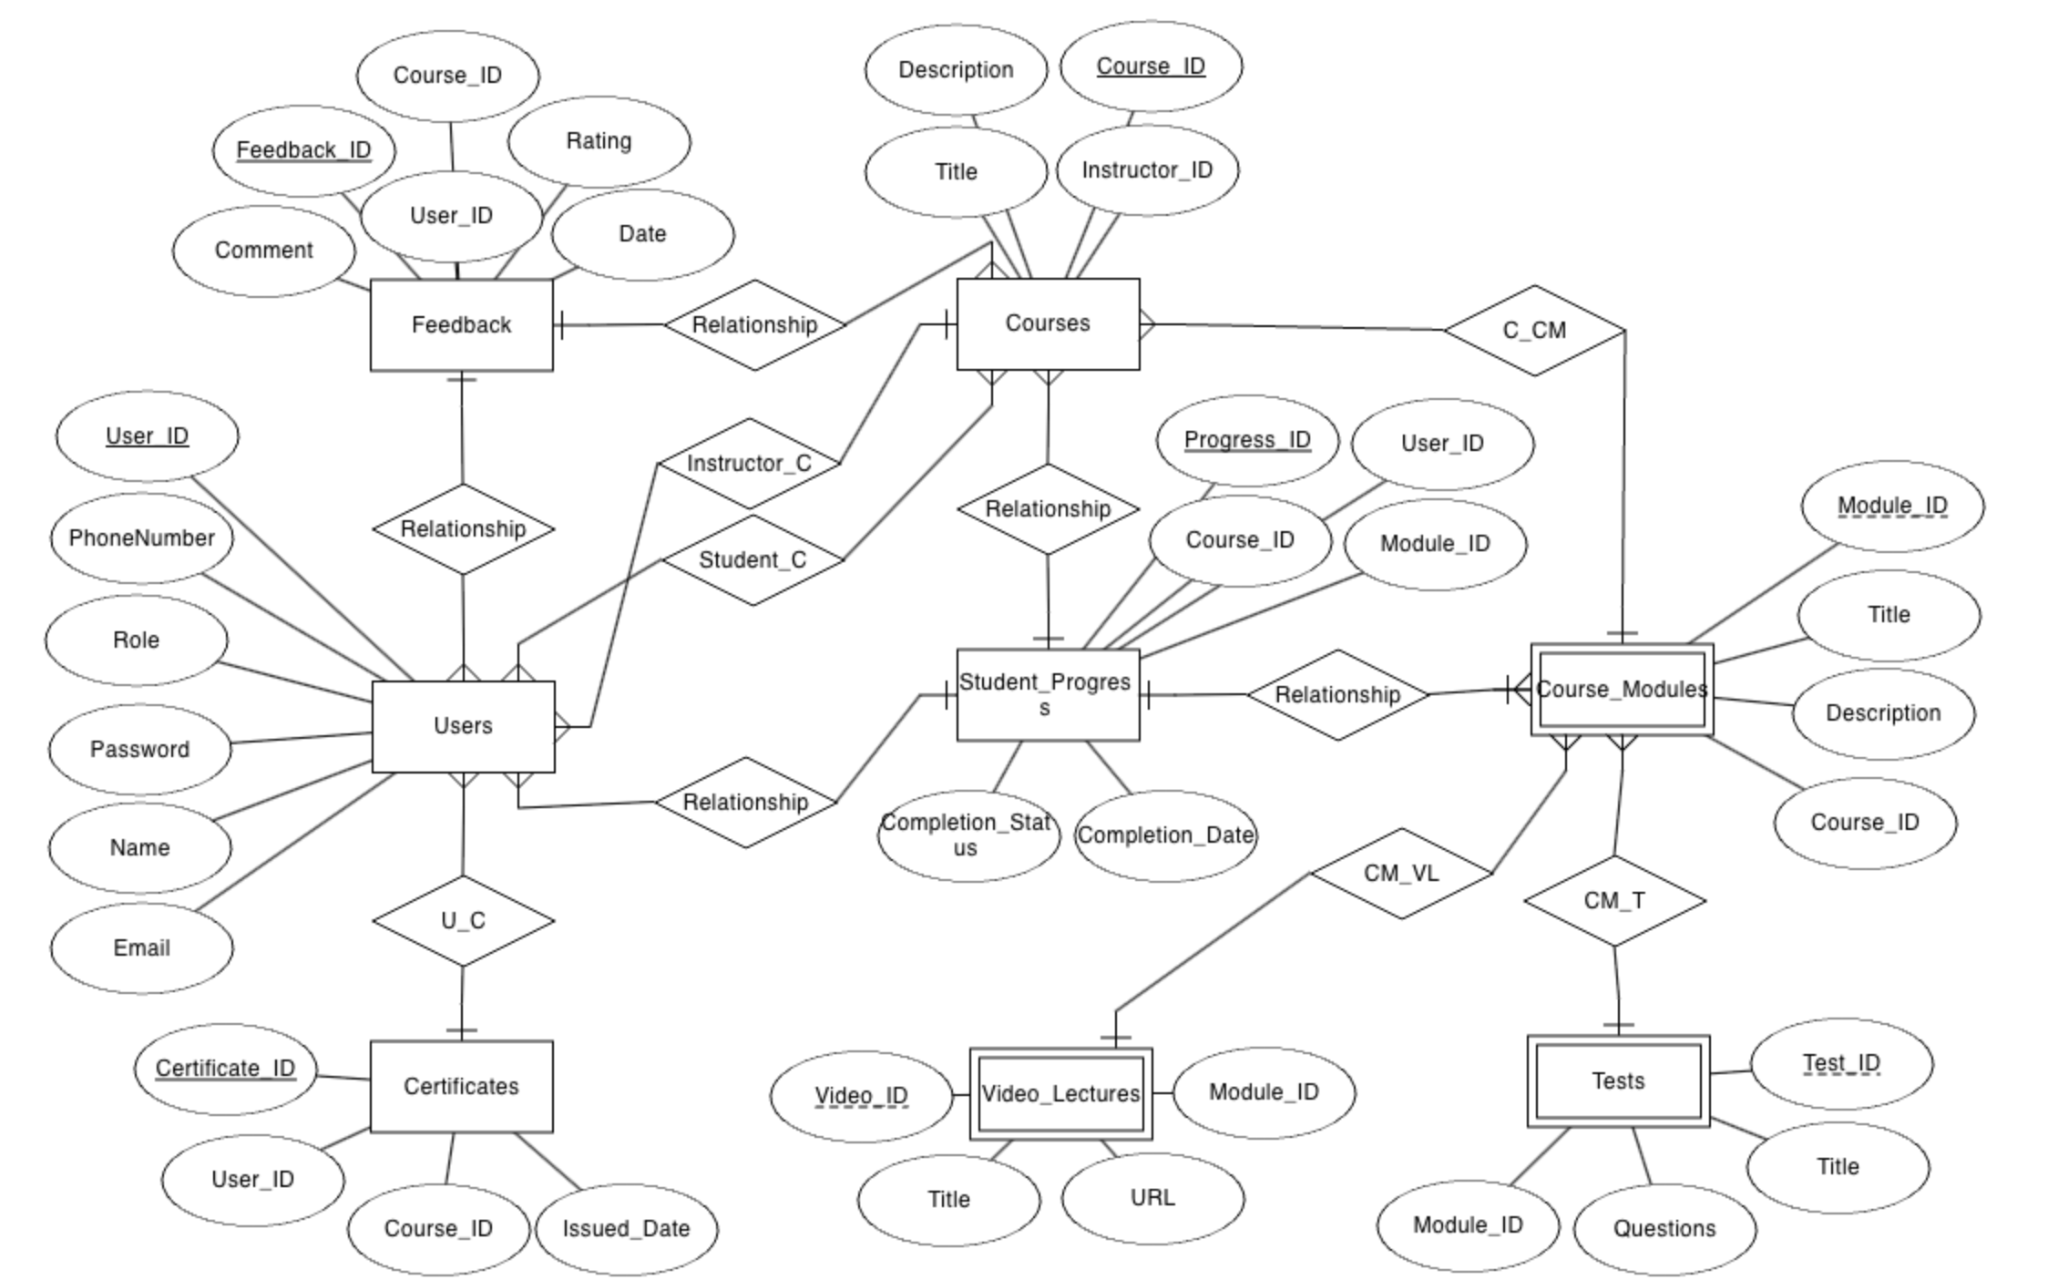 Course_ID
Feedback_ID
Rating
User_ID
Comment
Date
Feedback
Relationship
Description
Course_ID
Title
Instructor_ID
Courses
C_CM
User_ID
PhoneNumber
Role
Password
Name
Email
Relationship
Users
Instructor_C
Student_C
Relationship
Relationship
Progress_ID
User_ID
Course_ID
Module_ID
Student_Progres
s
Relationship
Completion_Stat
us
Completion_Date
Course_Modules
Module_ID
Title
Description
Course_ID
CM_VL
CM_T
U_C
Certificate_ID
Certificates
User_ID
Course_ID
Issued_Date
Video_ID
Video_Lectures
Module_ID
Title
URL
Tests
Test_ID
Title
Module_ID
Questions